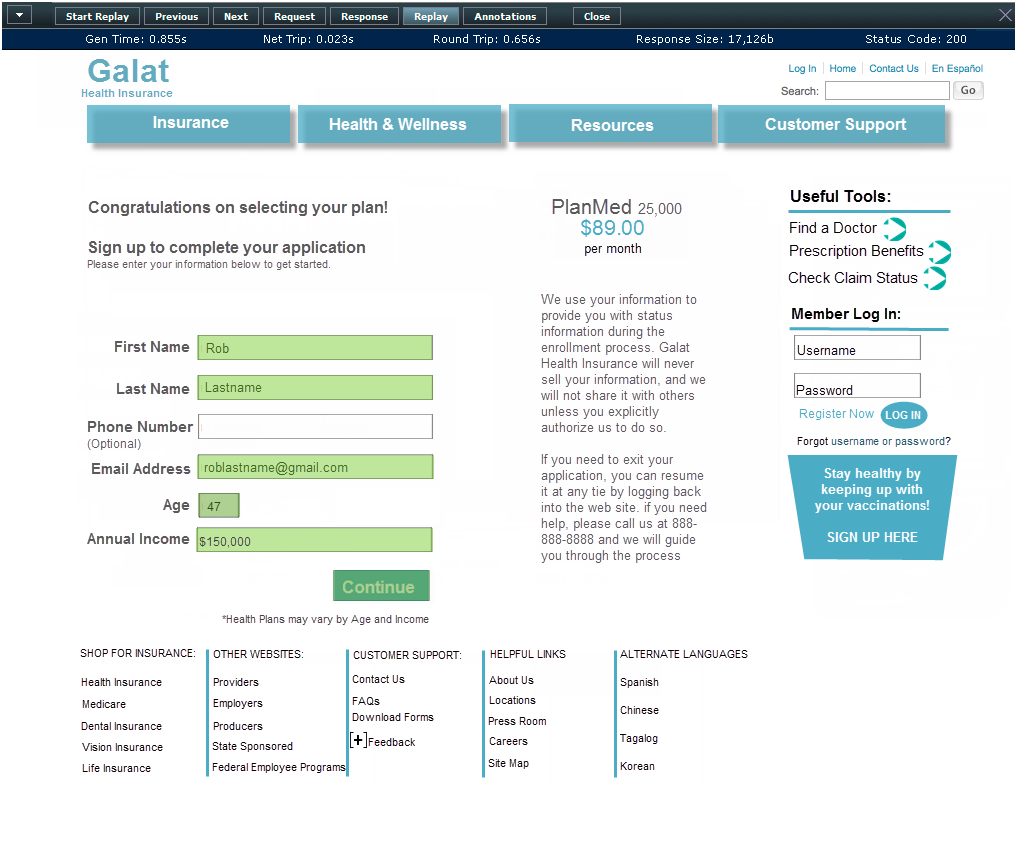 Start Replay Previous Next Request Response Replay Annotations Close
Gen Time: 0.855s Net Trip: 0.023s Round Trip: 0.656s Response Size: 17,126b Status Code: 200
Galat
Health Insurance
Log In Home Contact Us En Español
Search: Go
Insurance Health & Wellness Resources Customer Support
Congratulations on selecting your plan!
Sign up to complete your application
Please enter your information below to get started.
First Name Rob
Last Name Lastname
Phone Number
(Optional)
Email Address roblastname@gmail.com
Age 47
Annual Income $150,000
Continue
*Health Plans may vary by Age and Income
PlanMed 25,000
$89.00
per month
We use your information to
provide you with status
information during the
enrollment process. Galat
Health Insurance will never
sell your information, and we
will not share it with others
unless you explicitly
authorize us to do so.
If you need to exit your
application, you can resume
it at any tie by logging back
into the web site. if you need
help, please call us at 888-
888-8888 and we will guide
you through the process
Useful Tools:
Find a Doctor
Prescription Benefits
Check Claim Status
Member Log In:
Username
Password
Register Now LOG IN
Forgot username or password?
Stay healthy by
keeping up with
your vaccinations!
SIGN UP HERE
SHOP FOR INSURANCE:
Health Insurance
Medicare
Dental Insurance
Vision Insurance
Life Insurance
OTHER WEBSITES:
Providers
Employers
Producers
State Sponsored
Federal Employee Programs
CUSTOMER SUPPORT:
Contact Us
FAQs
Download Forms
[+]Feedback
HELPFUL LINKS
About Us
Locations
Press Room
Careers
Site Map
ALTERNATE LANGUAGES
Spanish
Chinese
Tagalog
Korean